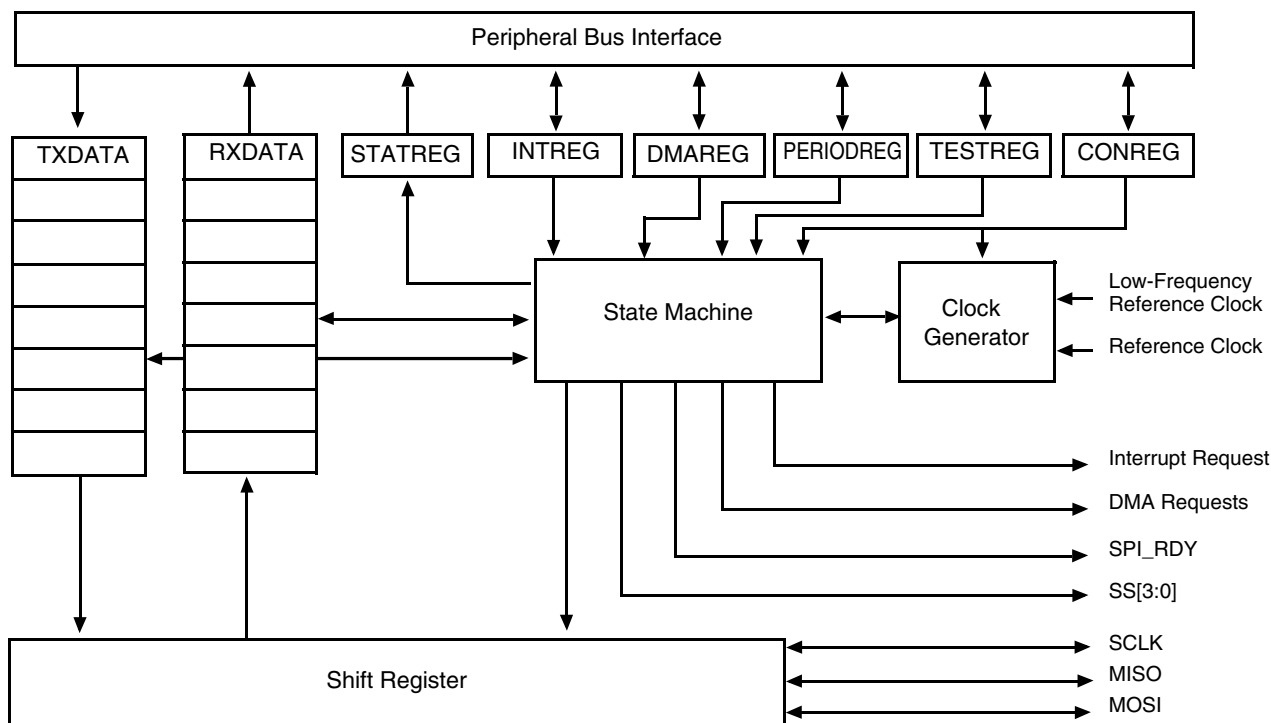 Peripheral Bus Interface
TXDATA
RXDATA
STATREG
INTREG
DMAREG
PERIODREG
TESTREG
CONREG
State Machine
Clock
Generator
Low-Frequency
Reference Clock
Reference Clock
Interrupt Request
DMA Requests
SPI_RDY
SS[3:0]
Shift Register
SCLK
MISO
MOSI